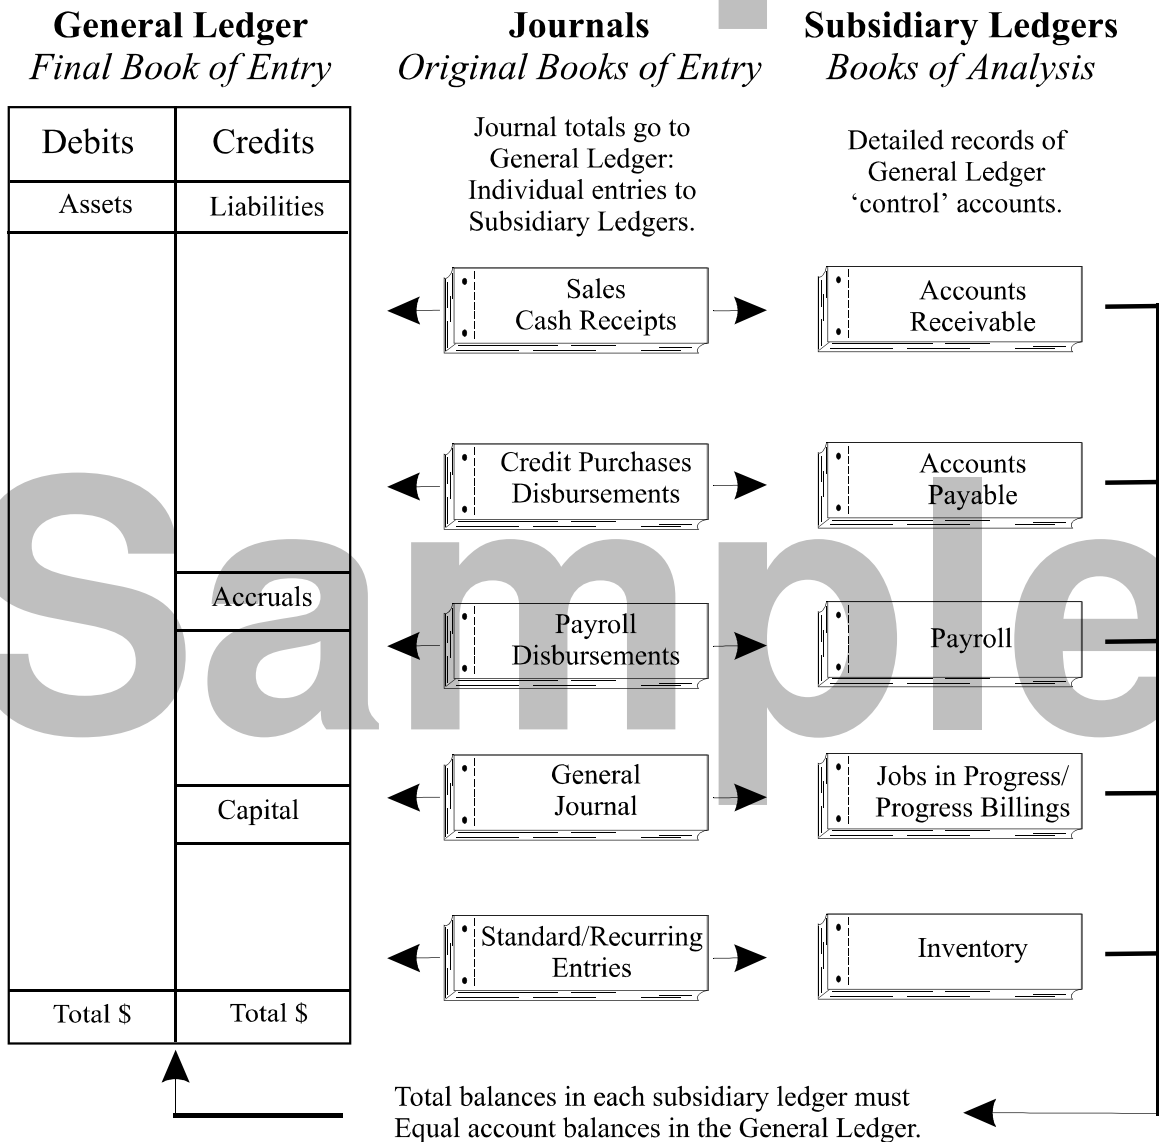 General Ledger
Final Book of Entry
Debits
Credits
Assets
Liabilities
Accruals
Capital
Total $
Total $
Journals
Original Books of Entry
Journal totals go to
General Ledger:
Individual entries to
Subsidiary Ledgers.
Sales
Cash Receipts
Credit Purchases
Disbursements
Payroll
Disbursements
General
Journal
Standard/Recurring
Entries
Subsidiary Ledgers
Books of Analysis
Detailed records of
General Ledger
‘control’ accounts.
Accounts
Receivable
Accounts
Payable
Payroll
Jobs in Progress/
Progress Billings
Inventory
Total balances in each subsidiary ledger must
Equal account balances in the General Ledger.
Sample